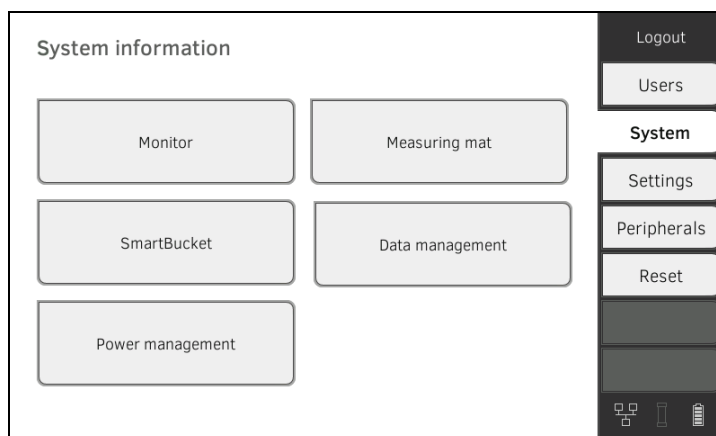 System information
Monitor
Measuring mat
SmartBucket
Data management
Power management
Logout
Users
System
Settings
Peripherals
Reset